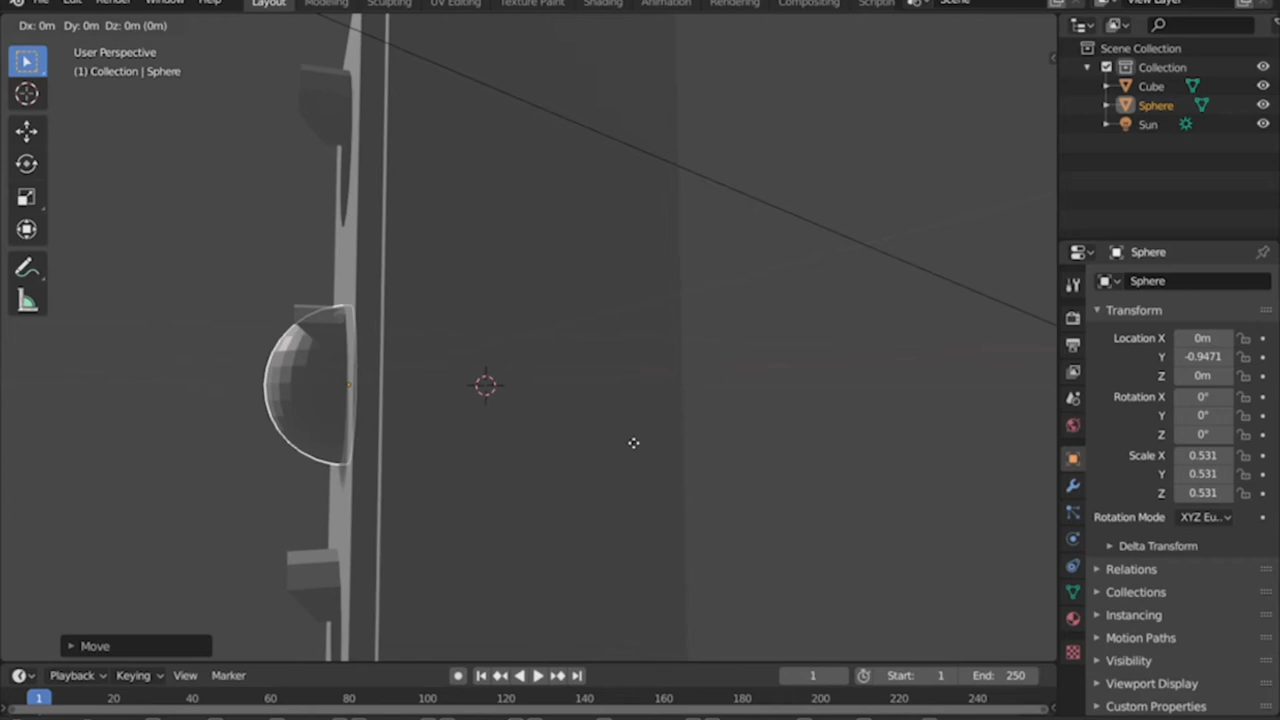 File Edit Render Window Help Layout Modeling Sculpting UV Editing Texture Paint Shading Animation Rendering Compositing Scriptin Scene View Layer
Dx: 0m Dy: 0m Dz: 0m (0m)
User Perspective
(1) Collection | Sphere
Scene Collection
Collection
Cube
Sphere
Sun
Sphere
Sphere
Transform
Location X 0m
Y -0.9471
Z 0m
Rotation X 0°
Y 0°
Z 0°
Scale X 0.531
Y 0.531
Z 0.531
Rotation Mode XYZ Eu..
Delta Transform
Relations
Collections
Instancing
Motion Paths
Visibility
Viewport Display
Custom Properties
Move
Playback Keying View Marker 1 Start: 1 End: 250
1 20 40 60 80 100 120 140 160 180 200 220 240